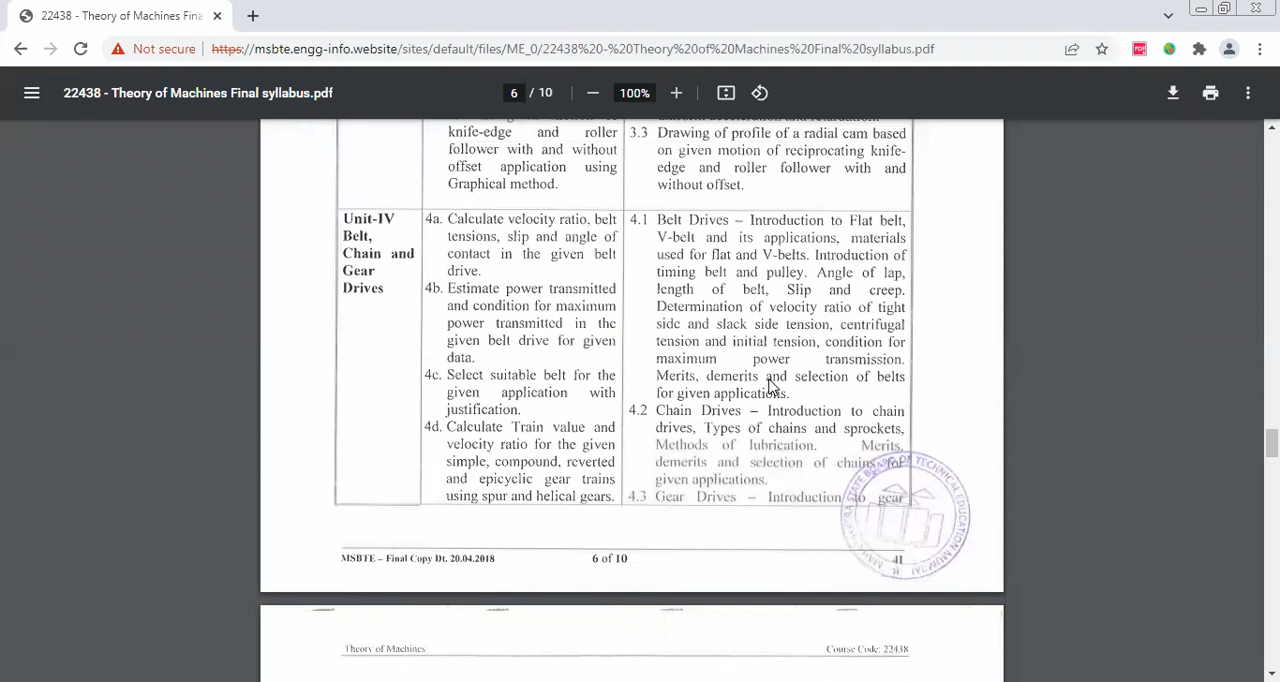 22438 - Theory of Machines Fina
Not secure
https://msbte.engg-info.website/sites/default/files/ME_0/22438%20-%20Theory%20of%20Machines%20Final%20syllabus.pdf
PDF
22438 - Theory of Machines Final syllabus.pdf
6 / 10
100%
knife-edge and roller
follower with and without
offset application using
Graphical method.
3.3 Drawing of profile of a radial cam based
on given motion of reciprocating knife-
edge and roller follower with and
without offset.
Unit-IV
Belt,
Chain and
Gear
Drives
4a. Calculate velocity ratio, belt
tensions, slip and angle of
contact in the given belt
drive.
4b. Estimate power transmitted
and condition for maximum
power transmitted in the
given belt drive for given
data.
4c. Select suitable belt for the
given application with
justification.
4d. Calculate Train value and
velocity ratio for the given
simple, compound, reverted
and epicyclic gear trains
using spur and helical gears.
4.1 Belt Drives – Introduction to Flat belt,
V-belt and its applications, materials
used for flat and V-belts. Introduction of
timing belt and pulley. Angle of lap,
length of belt, Slip and creep.
Determination of velocity ratio of tight
side and slack side tension, centrifugal
tension and initial tension, condition for
maximum power transmission.
Merits, demerits and selection of belts
for given applications.
4.2 Chain Drives – Introduction to chain
drives, Types of chains and sprockets,
Methods of lubrication. Merits,
demerits and selection of chains for
given applications.
4.3 Gear Drives – Introduction to gear
STATE BOARD OF TECHNICAL EDUCATION MUMBAI
MSBTE – Final Copy Dt. 20.04.2018
6 of 10
41
Theory of Machines
Course Code: 22438